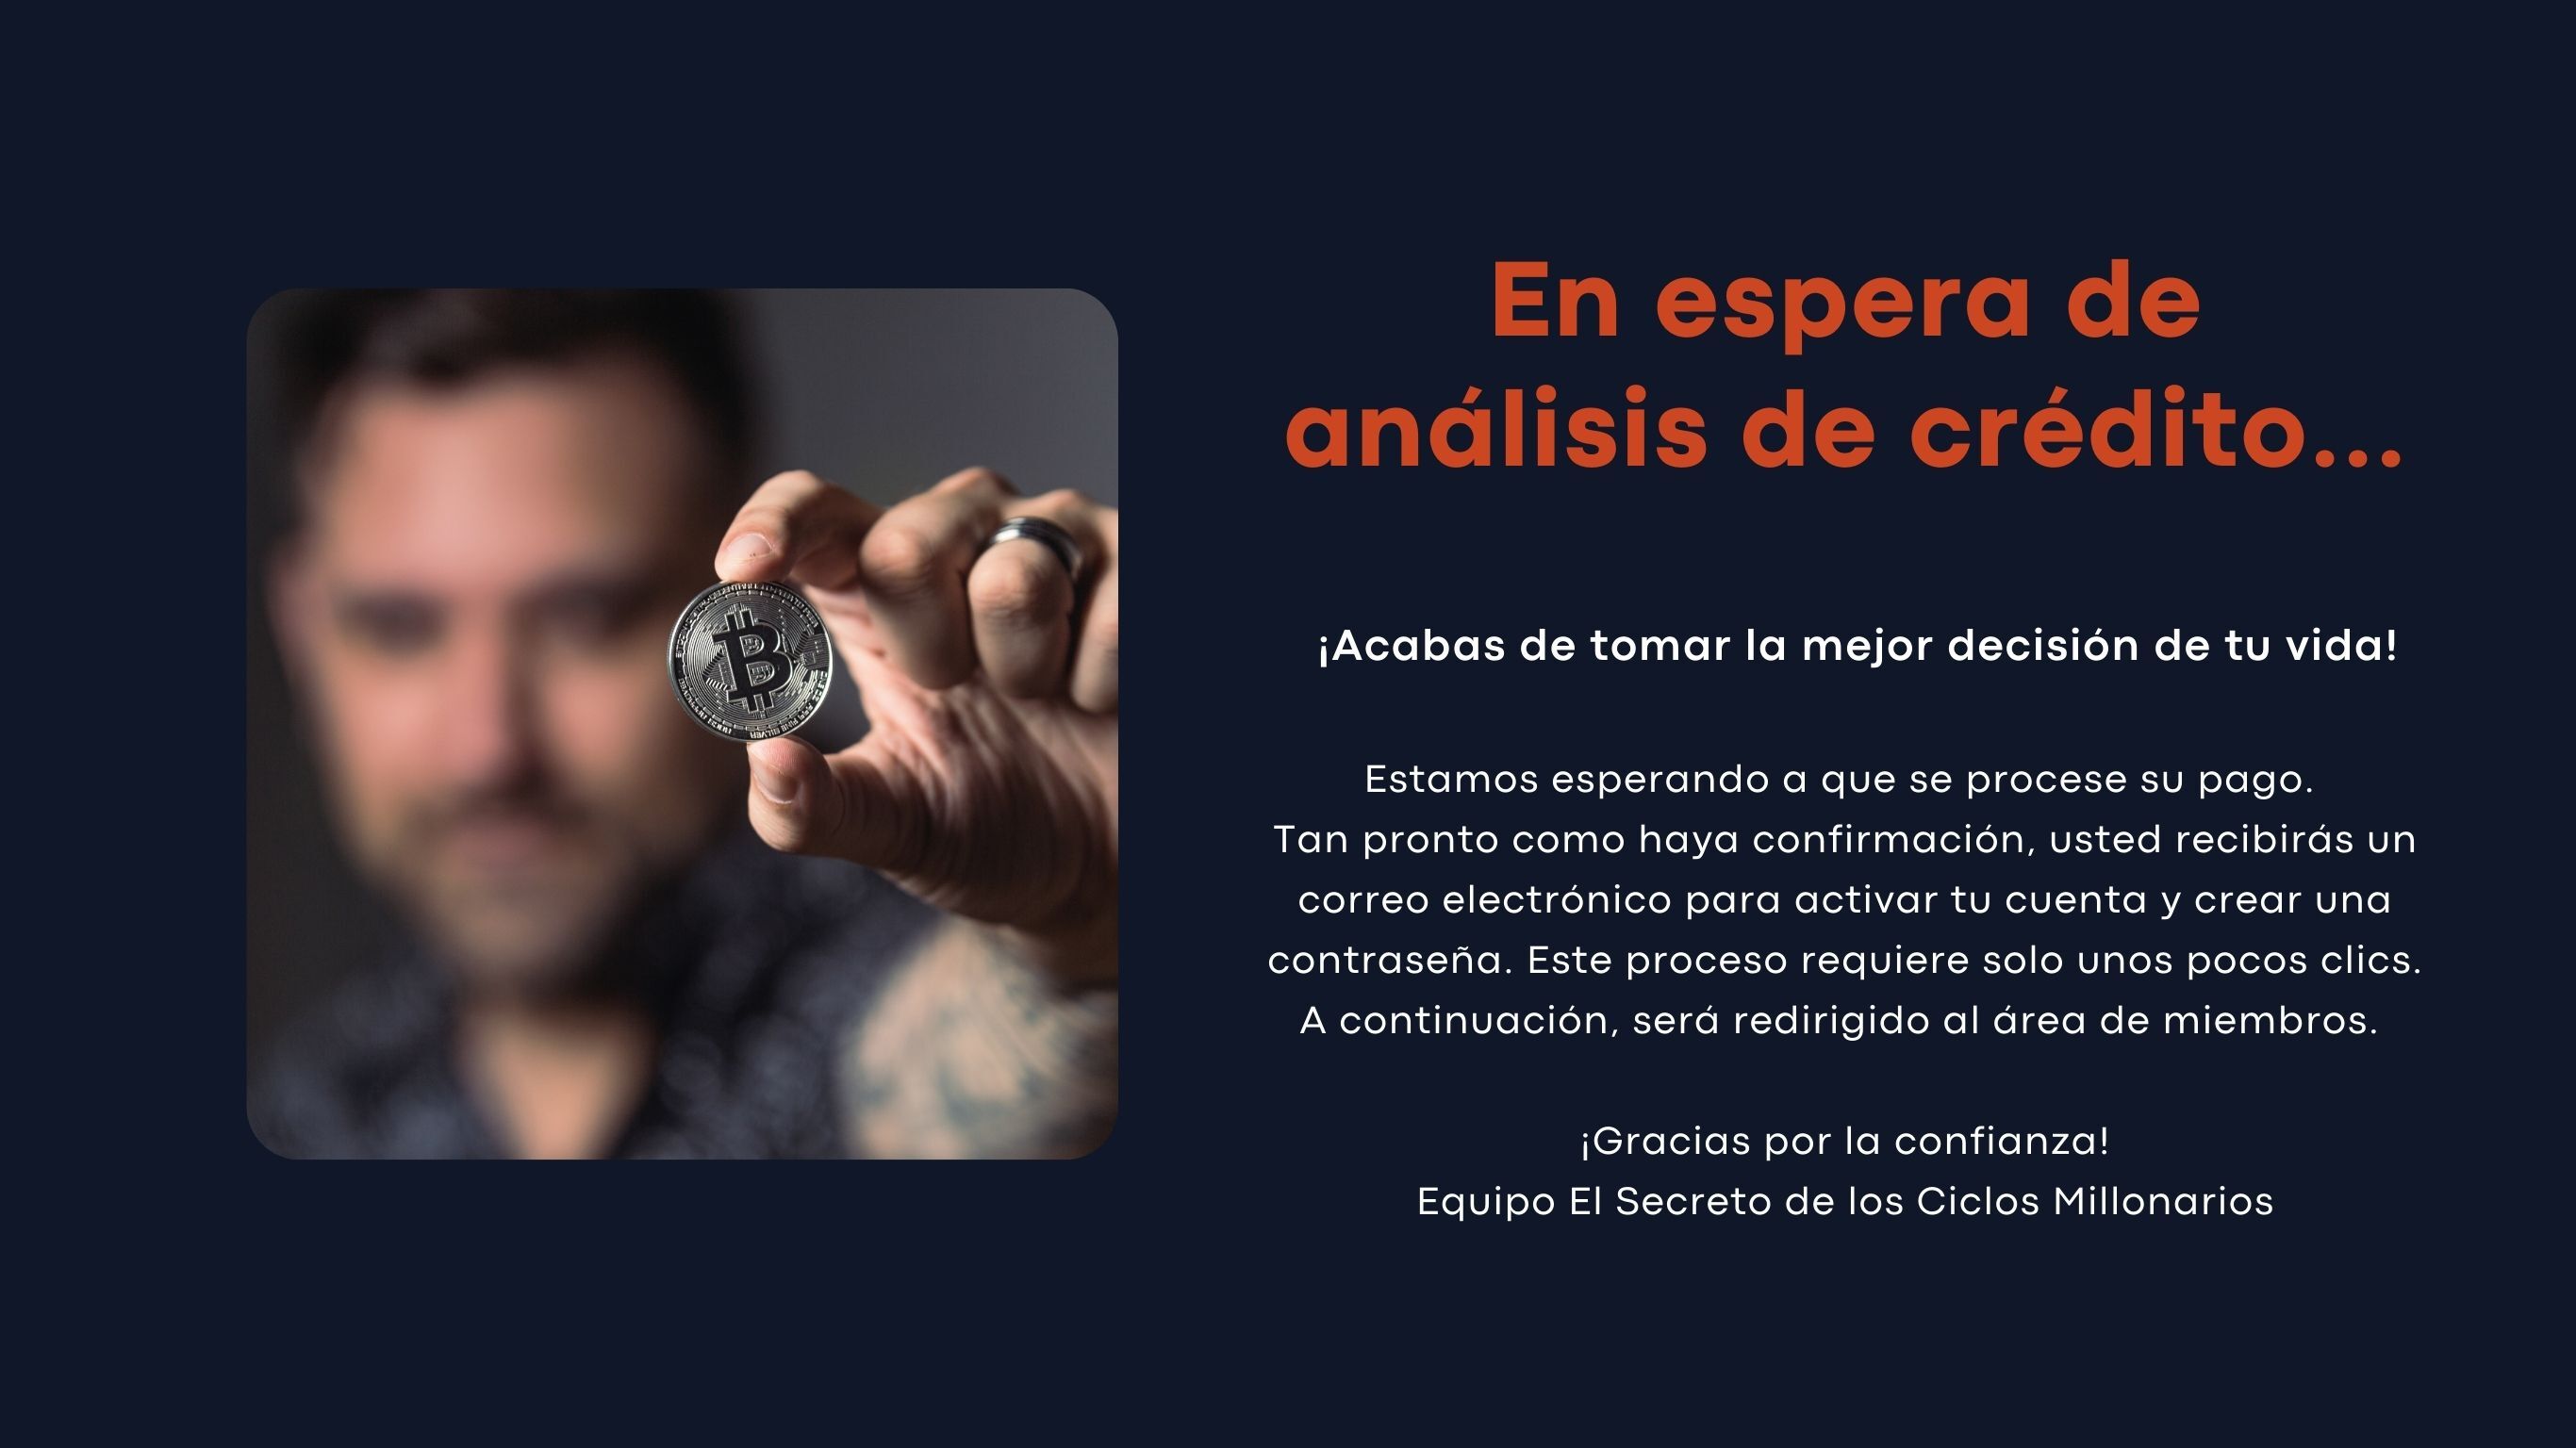 En espera de
análisis de crédito...
¡Acabas de tomar la mejor decisión de tu vida!
Estamos esperando a que se procese su pago.
Tan pronto como haya confirmación, usted recibirás un
correo electrónico para activar tu cuenta y crear una
contraseña. Este proceso requiere solo unos pocos clics.
A continuación, será redirigido al área de miembros.
¡Gracias por la confianza!
Equipo El Secreto de los Ciclos Millonarios